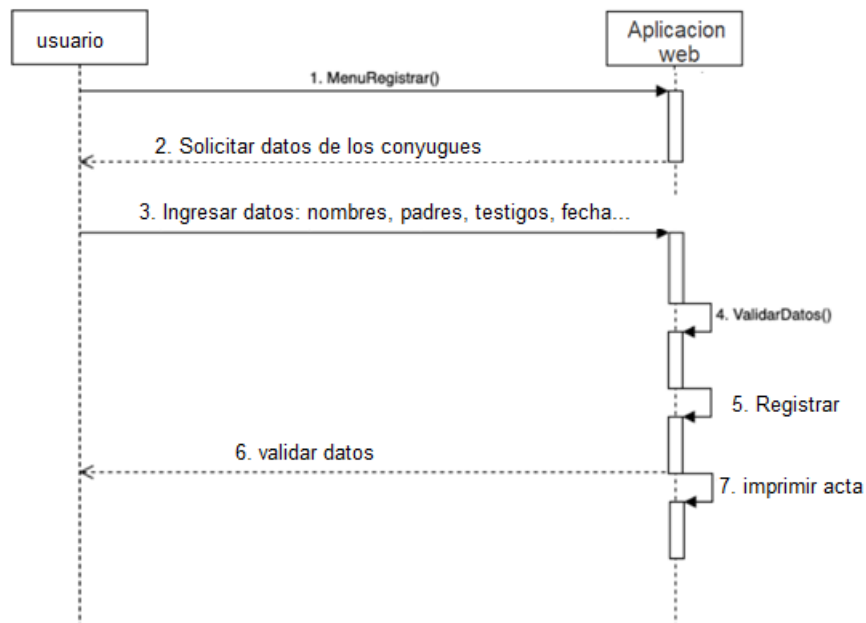 usuario
Aplicacion
web
1. MenuRegistrar()
2. Solicitar datos de los conyugues
3. Ingresar datos: nombres, padres, testigos, fecha...
4. ValidarDatos()
5. Registrar
6. validar datos
7. imprimir acta